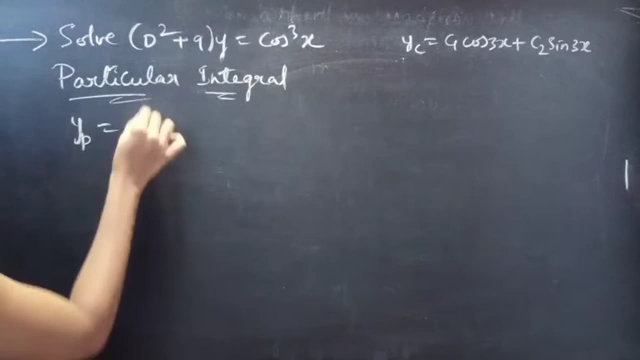 → Solve (D²+9)y = cos³x
y_c = C₁cos3x + C₂sin3x
Particular Integral
y_p =